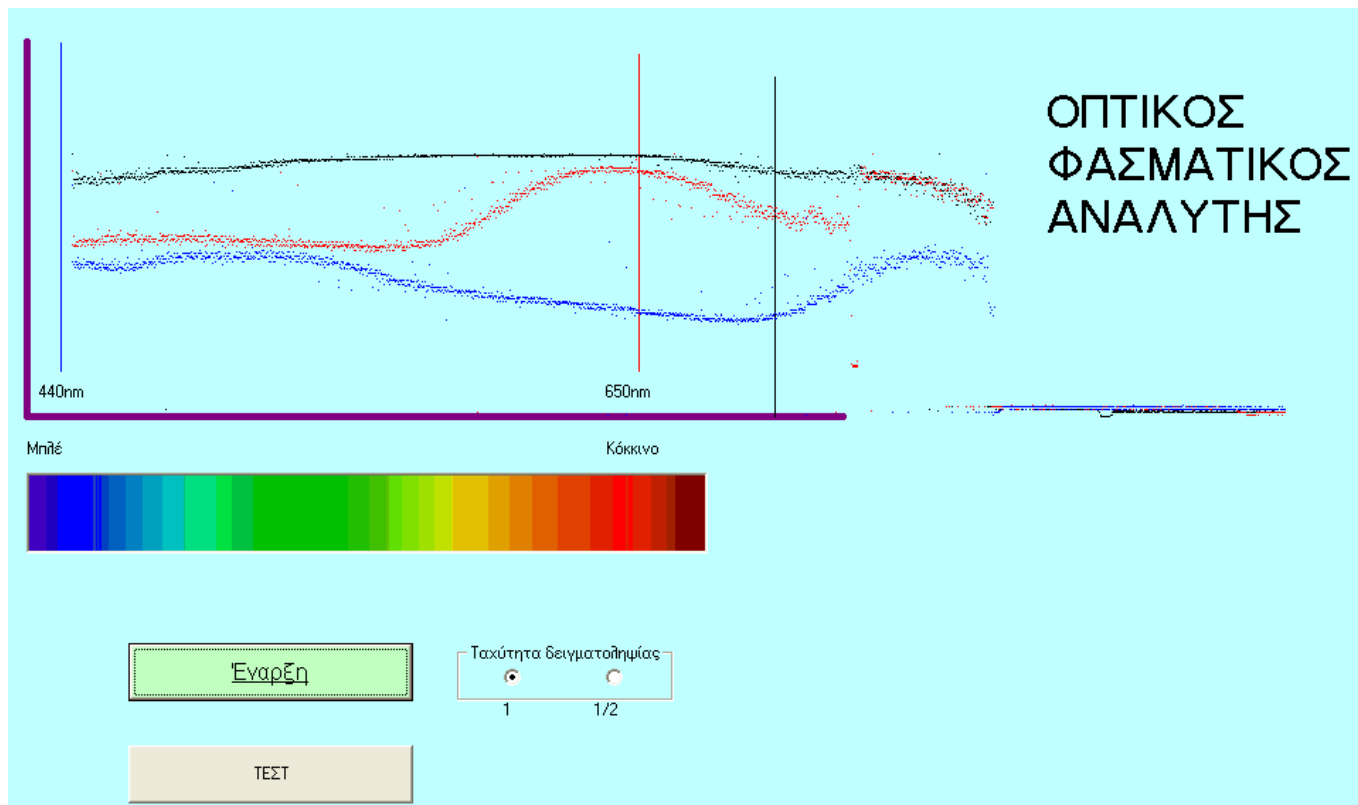 ΟΠΤΙΚΟΣ
ΦΑΣΜΑΤΙΚΟΣ
ΑΝΑΛΥΤΗΣ
440nm 650nm
Μπλέ Κόκκινο
Έναρξη
Ταχύτητα δειγματοληψίας
1 1/2
ΤΕΣΤ